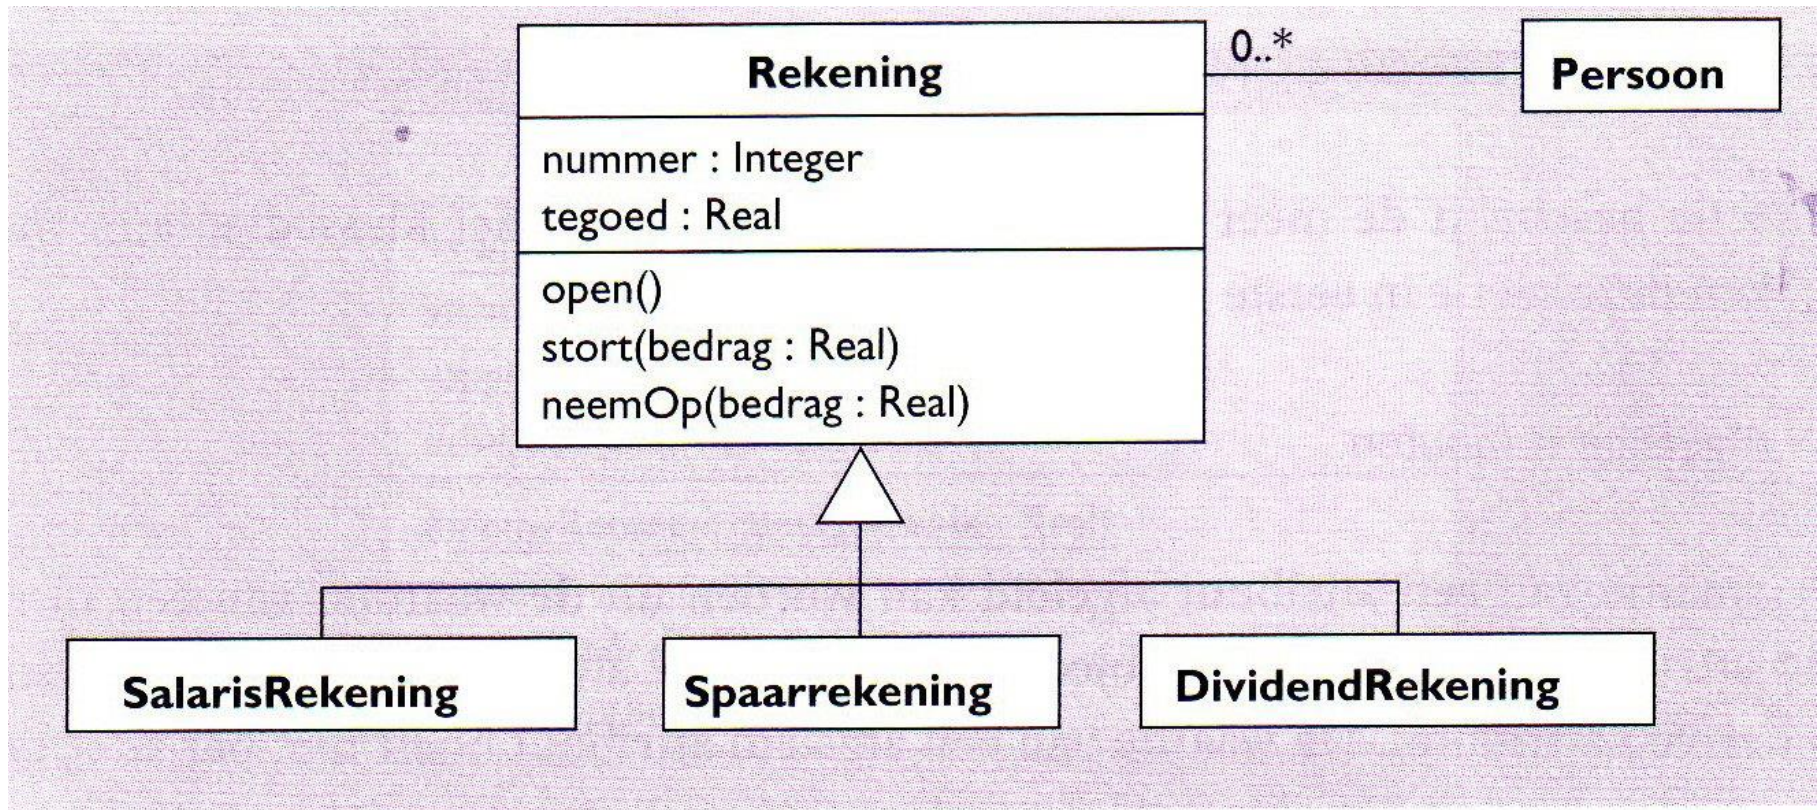 Rekening
0..*
Persoon
nummer : Integer
tegoed : Real
open()
stort(bedrag : Real)
neemOp(bedrag : Real)
SalarisRekening
Spaarrekening
DividendRekening